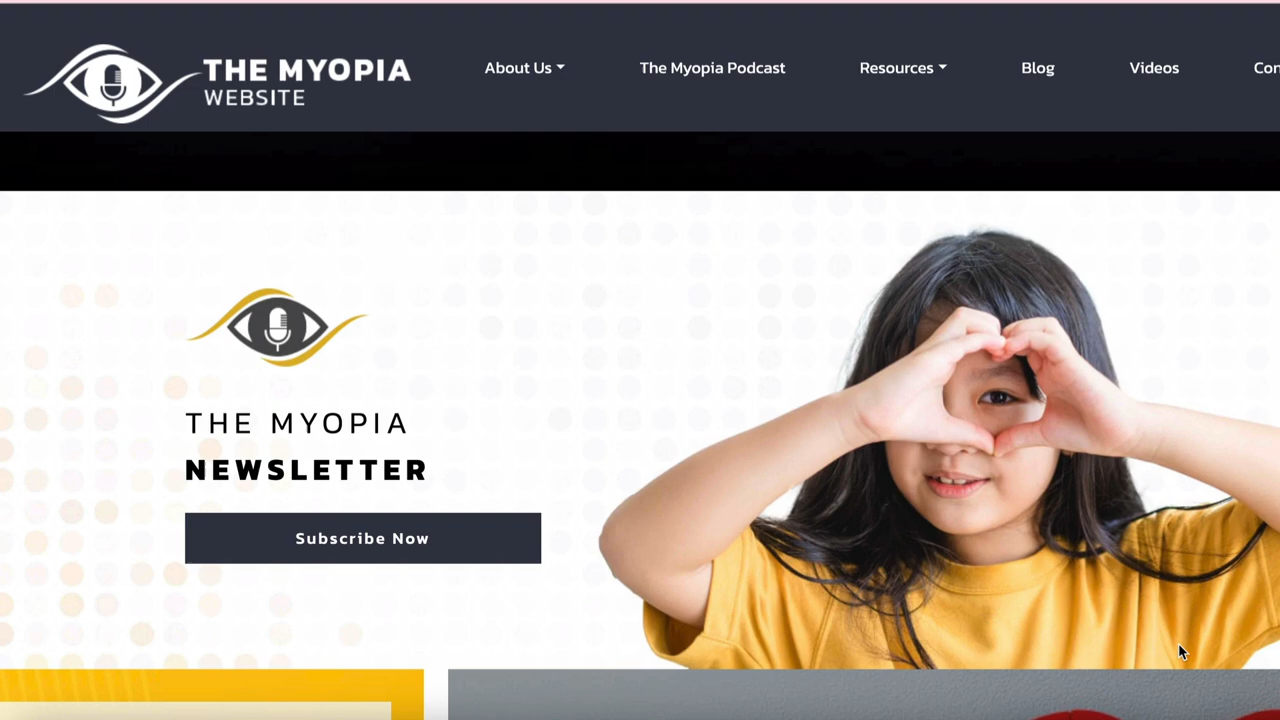 THE MYOPIA
WEBSITE
About Us
The Myopia Podcast
Resources
Blog
Videos
THE MYOPIA
NEWSLETTER
Subscribe Now